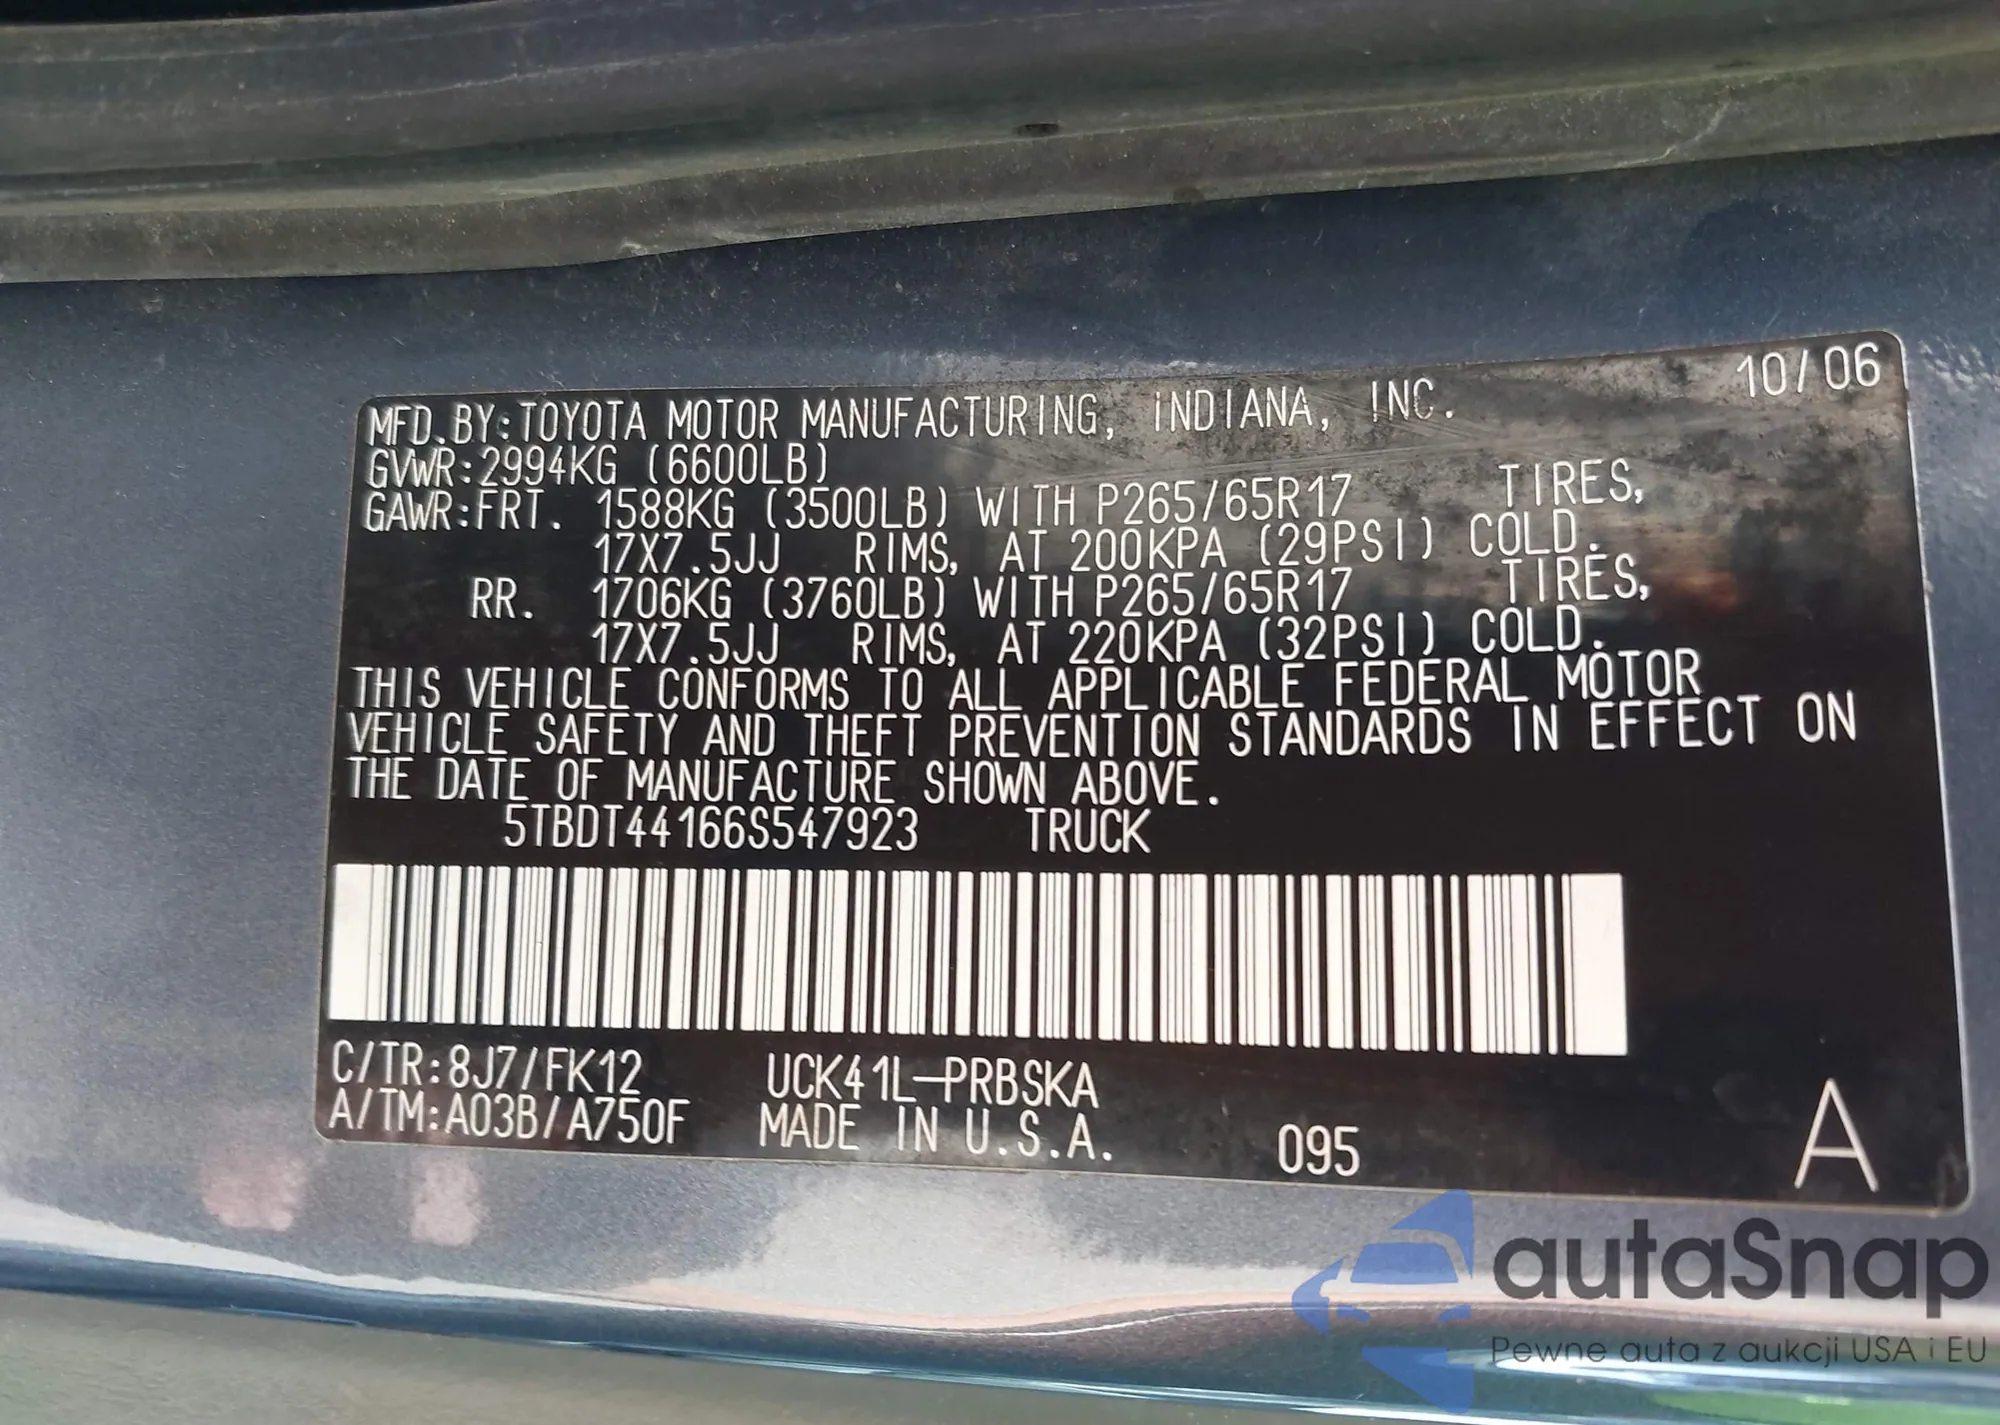 10/06
MFD.BY:TOYOTA MOTOR MANUFACTURING, INDIANA, INC.
GVWR:2994KG (6600LB)
GAWR:FRT. 1588KG (3500LB) WITH P265/65R17 TIRES,
17X7.5JJ RIMS, AT 200KPA (29PSI) COLD.
RR. 1706KG (3760LB) WITH P265/65R17 TIRES,
17X7.5JJ RIMS, AT 220KPA (32PSI) COLD.
THIS VEHICLE CONFORMS TO ALL APPLICABLE FEDERAL MOTOR
VEHICLE SAFETY AND THEFT PREVENTION STANDARDS IN EFFECT ON
THE DATE OF MANUFACTURE SHOWN ABOVE.
5TBDT44166S547923 TRUCK
C/TR:8J7/FK12 UCK41L-PRBSKA
A/TM:A03B/A750F MADE IN U.S.A. 095 A
autaSnap
Pewne auta z aukcji USA i EU